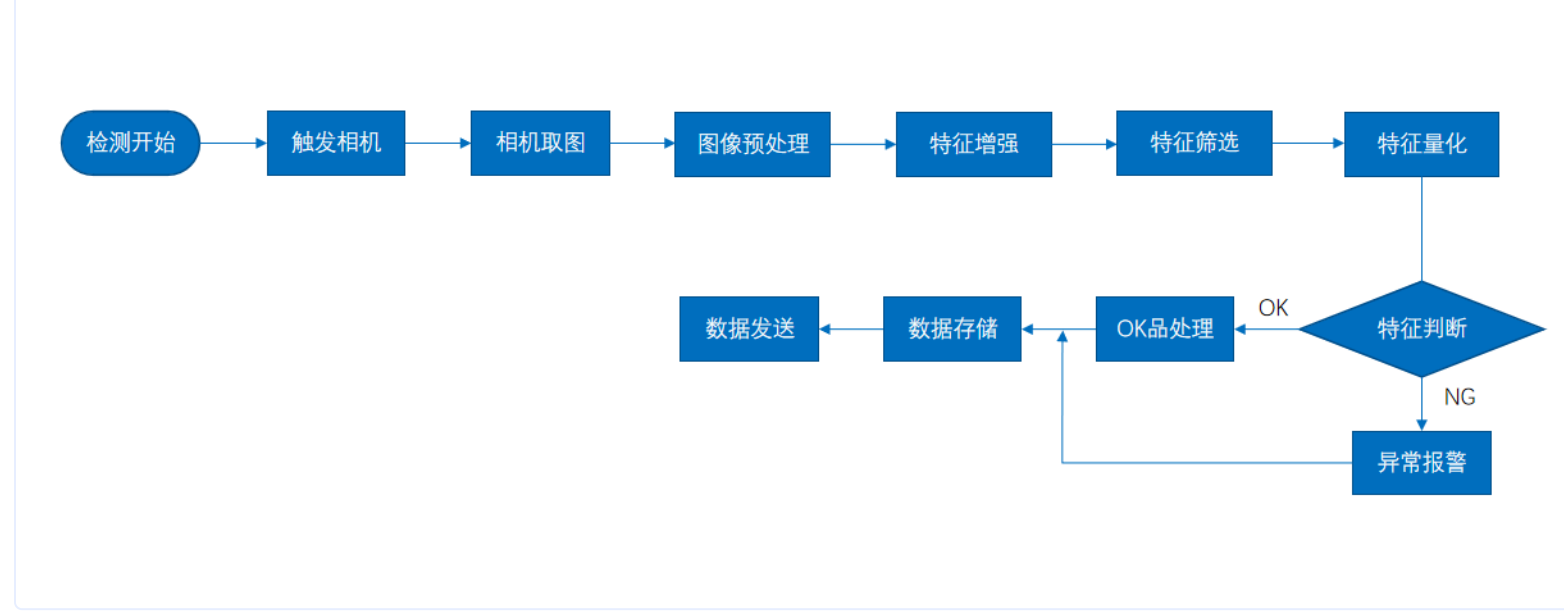 检测开始
触发相机
相机取图
图像预处理
特征增强
特征筛选
特征量化
特征判断
OK
OK品处理
数据存储
数据发送
NG
异常报警